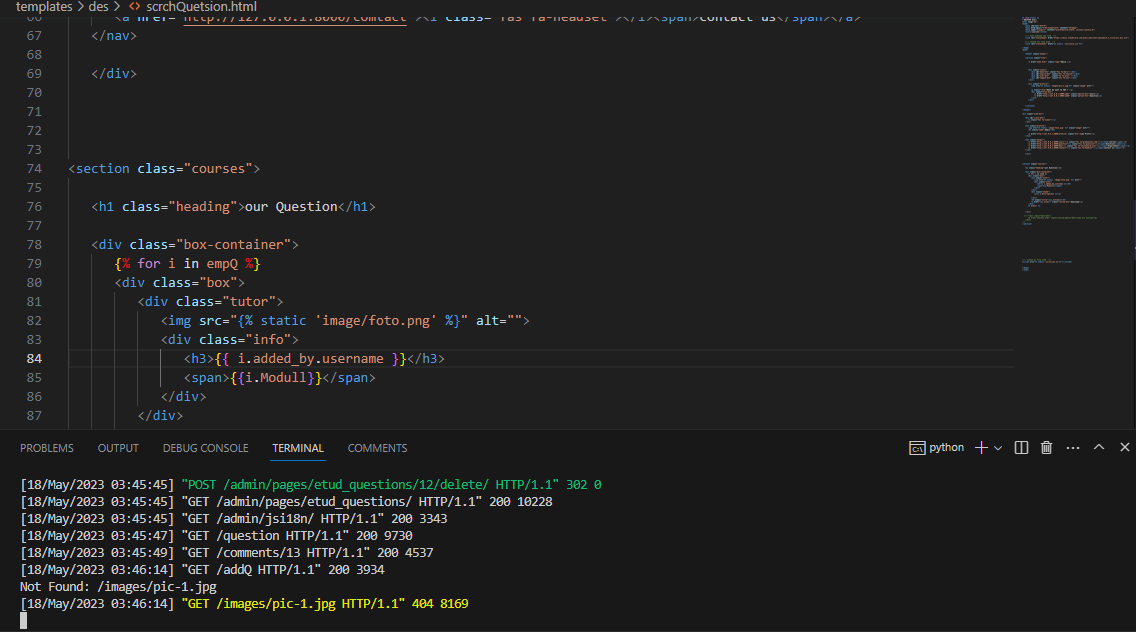 templates > des > <> scrchQuetsion.html
66 <a href="http://127.0.0.1:8000/comtact"><i class="fas fa-headset"></i><span>contact us</span></a>
67 </nav>
68
69 </div>
70
71
72
73
74 <section class="courses">
75
76 <h1 class="heading">our Question</h1>
77
78 <div class="box-container">
79 {% for i in empQ %}
80 <div class="box">
81 <div class="tutor">
82 <img src="{% static 'image/foto.png' %}" alt="">
83 <div class="info">
84 <h3>{{ i.added_by.username }}</h3>
85 <span>{{i.Modull}}</span>
86 </div>
87 </div>
PROBLEMS OUTPUT DEBUG CONSOLE TERMINAL COMMENTS python
[18/May/2023 03:45:45] "POST /admin/pages/etud_questions/12/delete/ HTTP/1.1" 302 0
[18/May/2023 03:45:45] "GET /admin/pages/etud_questions/ HTTP/1.1" 200 10228
[18/May/2023 03:45:45] "GET /admin/jsi18n/ HTTP/1.1" 200 3343
[18/May/2023 03:45:47] "GET /question HTTP/1.1" 200 9730
[18/May/2023 03:45:49] "GET /comments/13 HTTP/1.1" 200 4537
[18/May/2023 03:46:14] "GET /addQ HTTP/1.1" 200 3934
Not Found: /images/pic-1.jpg
[18/May/2023 03:46:14] "GET /images/pic-1.jpg HTTP/1.1" 404 8169